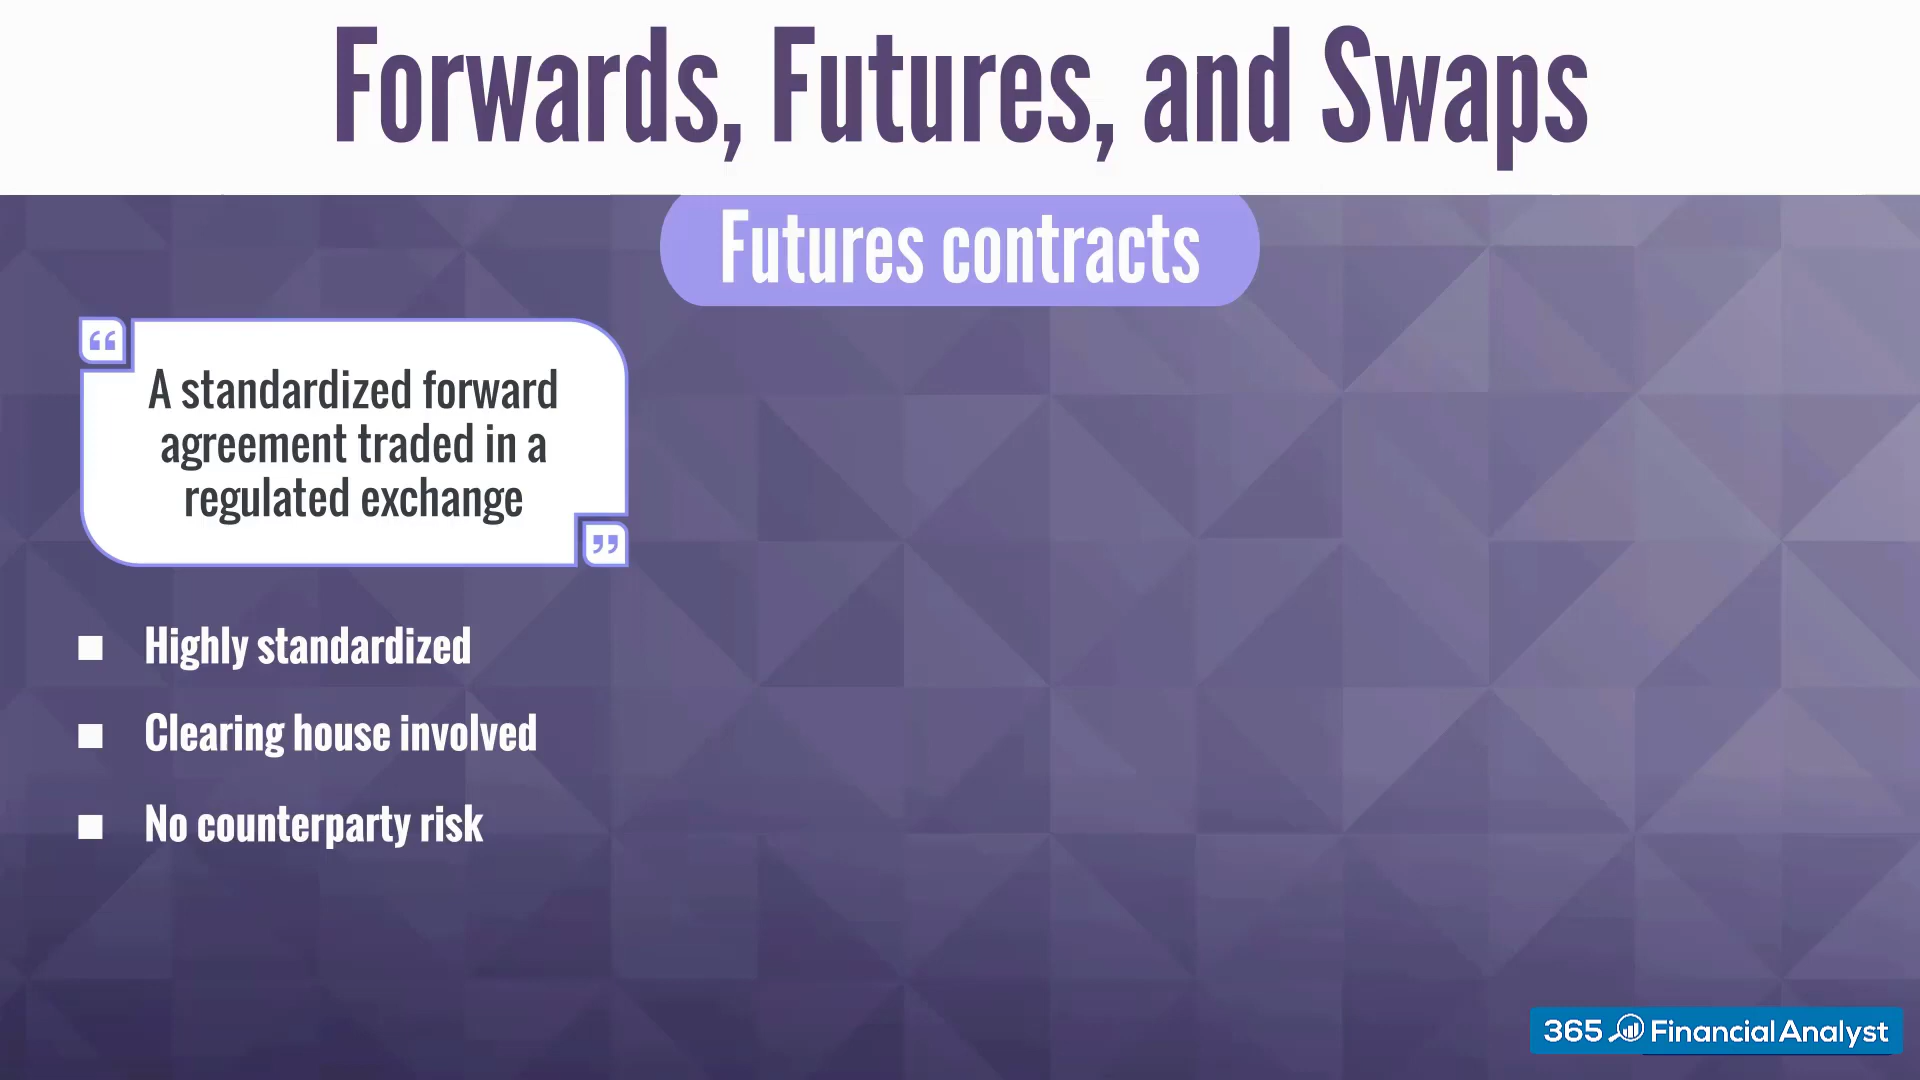 Forwards, Futures, and Swaps
Futures contracts
“
A standardized forward
agreement traded in a
regulated exchange
”
Highly standardized
Clearing house involved
No counterparty risk
365 Financial Analyst